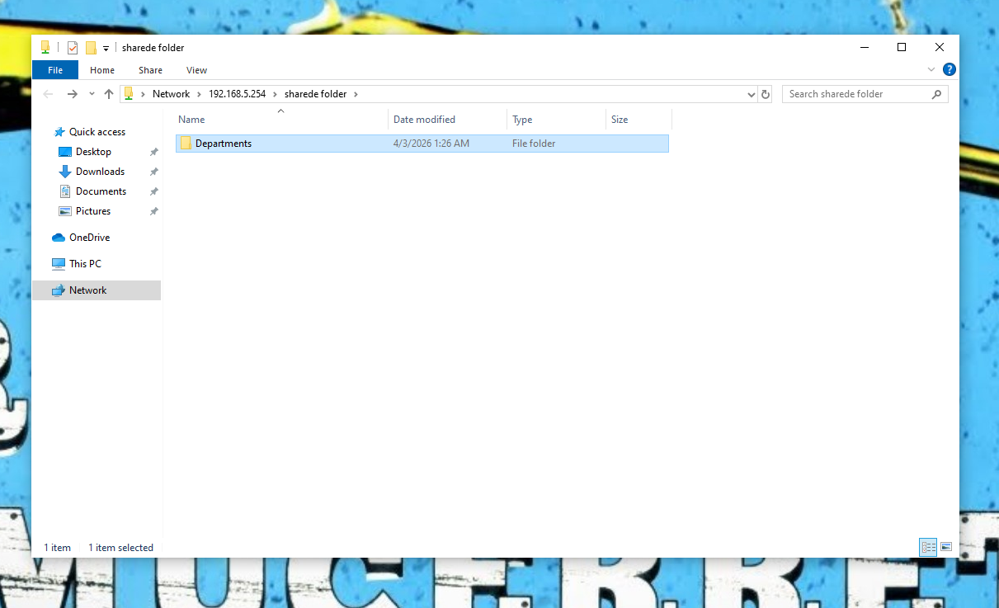 sharede folder
File Home Share View
Network 192.168.5.254 sharede folder
Search sharede folder
Name Date modified Type Size
Quick access
Departments 4/3/2026 1:26 AM File folder
Desktop
Downloads
Documents
Pictures
OneDrive
This PC
Network
1 item 1 item selected